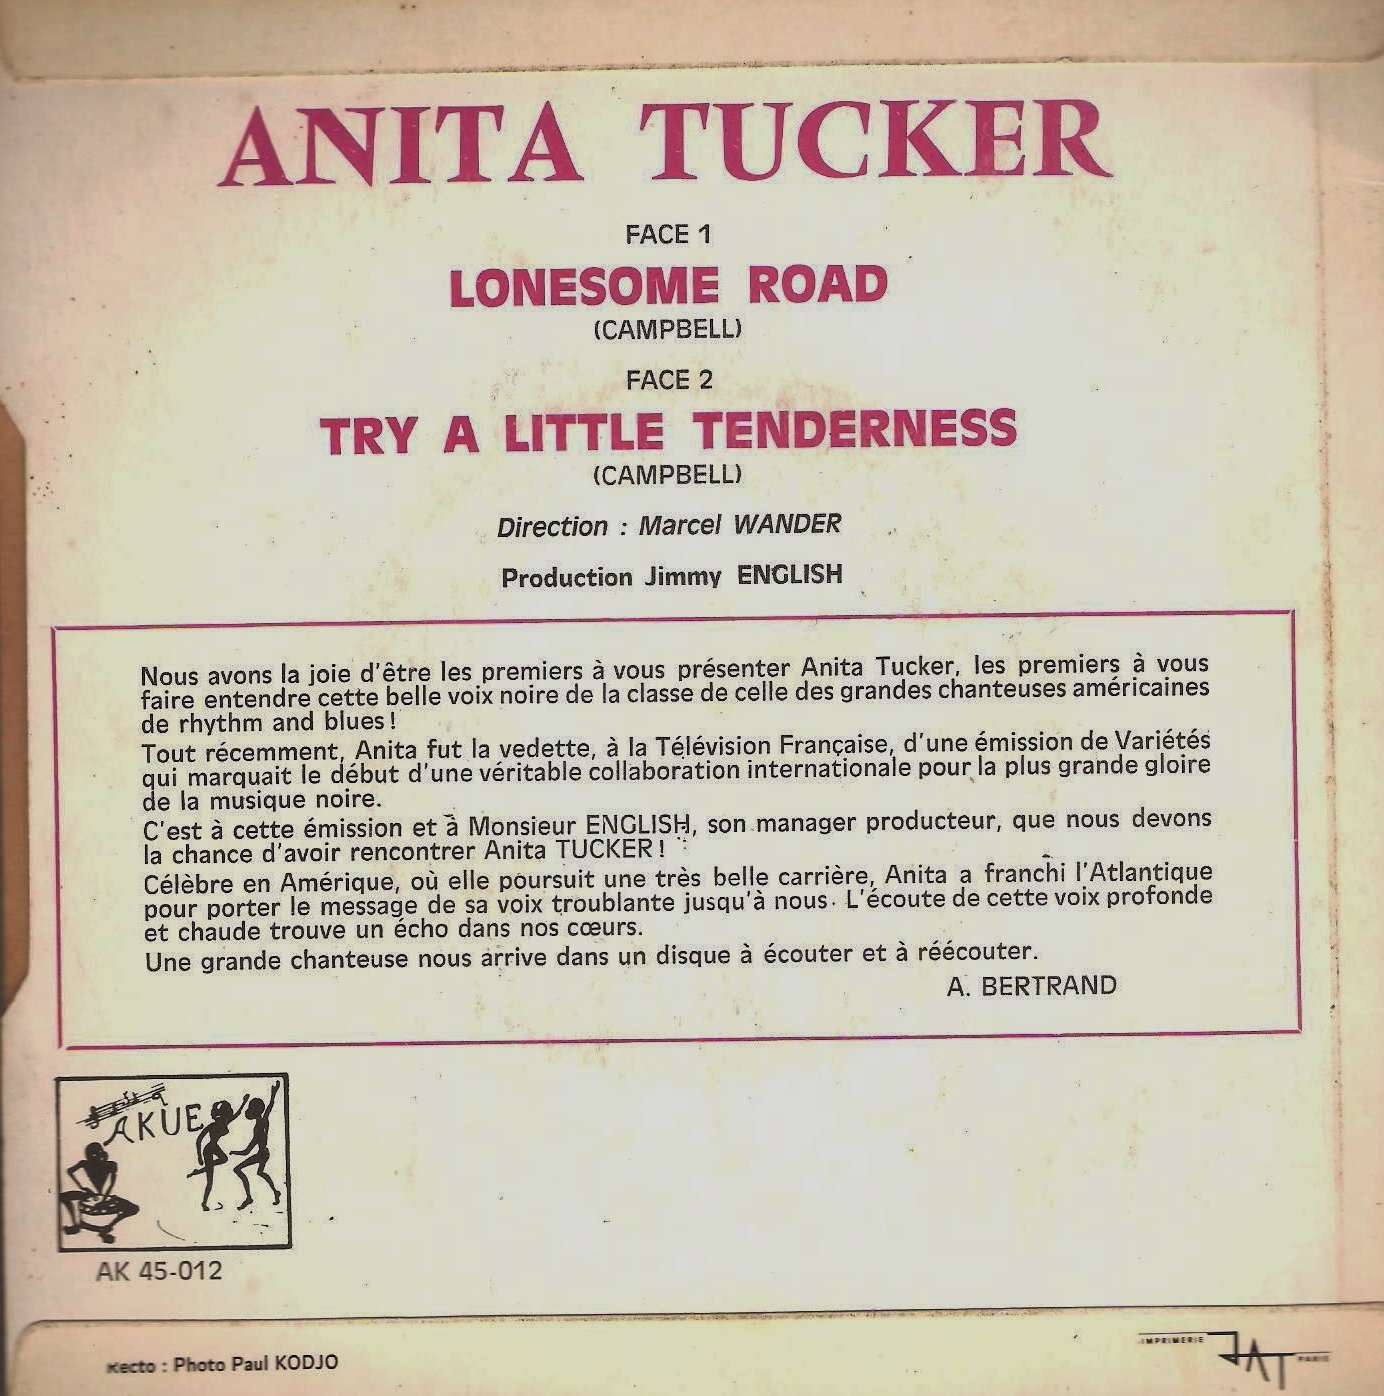 ANITA TUCKER
FACE 1
LONESOME ROAD
(CAMPBELL)
FACE 2
TRY A LITTLE TENDERNESS
(CAMPBELL)
Direction : Marcel WANDER
Production Jimmy ENGLISH
Nous avons la joie d'être les premiers à vous présenter Anita Tucker, les premiers à vous
faire entendre cette belle voix noire de la classe de celle des grandes chanteuses américaines
de rhythm and blues !
Tout récemment, Anita fut la vedette, à la Télévision Française, d'une émission de Variétés
qui marquait le début d'une véritable collaboration internationale pour la plus grande gloire
de la musique noire.
C'est à cette émission et à Monsieur ENGLISH, son manager producteur, que nous devons
la chance d'avoir rencontrer Anita TUCKER !
Célèbre en Amérique, où elle poursuit une très belle carrière, Anita a franchi l'Atlantique
pour porter le message de sa voix troublante jusqu'à nous. L'écoute de cette voix profonde
et chaude trouve un écho dans nos cœurs.
Une grande chanteuse nous arrive dans un disque à écouter et à réécouter.
A. BERTRAND
AKUE
AK 45-012
Recto : Photo Paul KODJO
IMPRIMERIE JAT PARIS